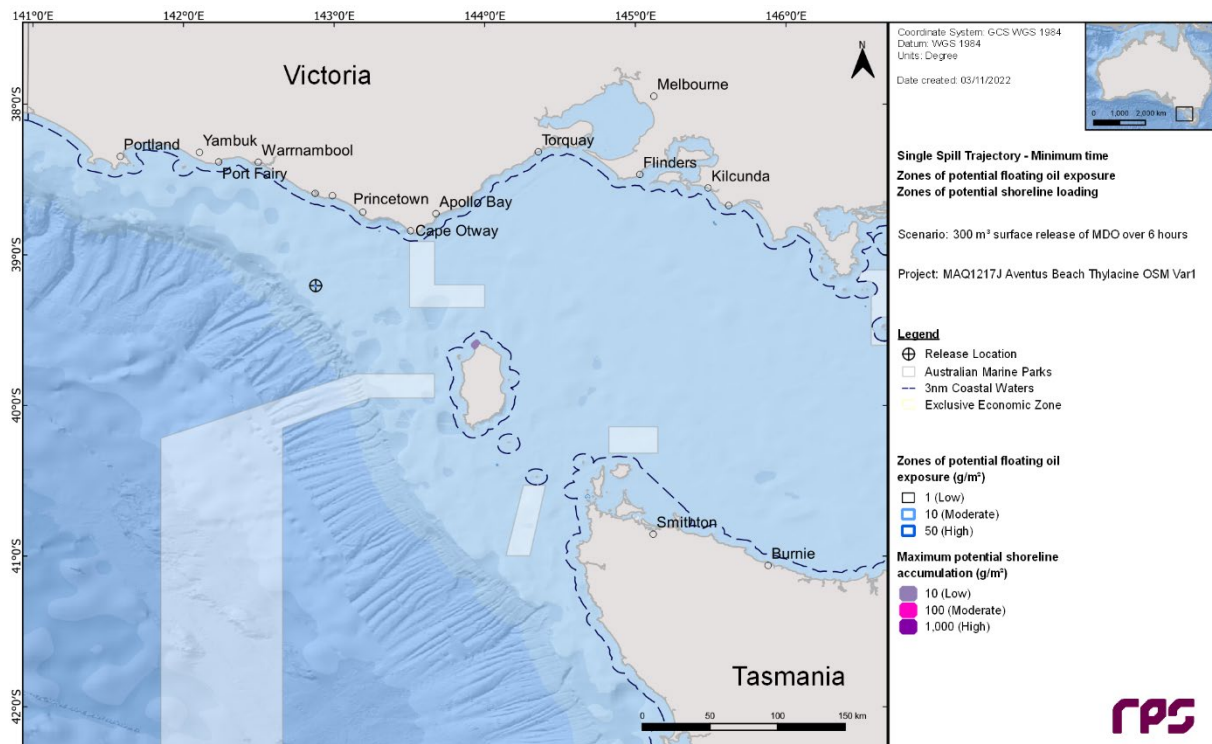 141°0'E 142°0'E 143°0'E 144°0'E 145°0'E 146°0'E
38°0'S
39°0'S
40°0'S
41°0'S
42°0'S
Victoria
Melbourne
Portland
Yambuk
Warrnambool
Port Fairy
Torquay
Flinders
Kilcunda
Princetown
Apollo Bay
Cape Otway
Smithton
Burnie
Tasmania
0 50 100 150 km
N
Coordinate System: GCS WGS 1984
Datum: WGS 1984
Units: Degree
Date created: 03/11/2022
0 1,000 2,000 km
Single Spill Trajectory - Minimum time
Zones of potential floating oil exposure
Zones of potential shoreline loading
Scenario: 300 m³ surface release of MDO over 6 hours
Project: MAQ1217J Aventus Beach Thylacine OSM Var1
Legend
Release Location
Australian Marine Parks
3nm Coastal Waters
Exclusive Economic Zone
Zones of potential floating oil
exposure (g/m²)
1 (Low)
10 (Moderate)
50 (High)
Maximum potential shoreline
accumulation (g/m²)
10 (Low)
100 (Moderate)
1,000 (High)
rps